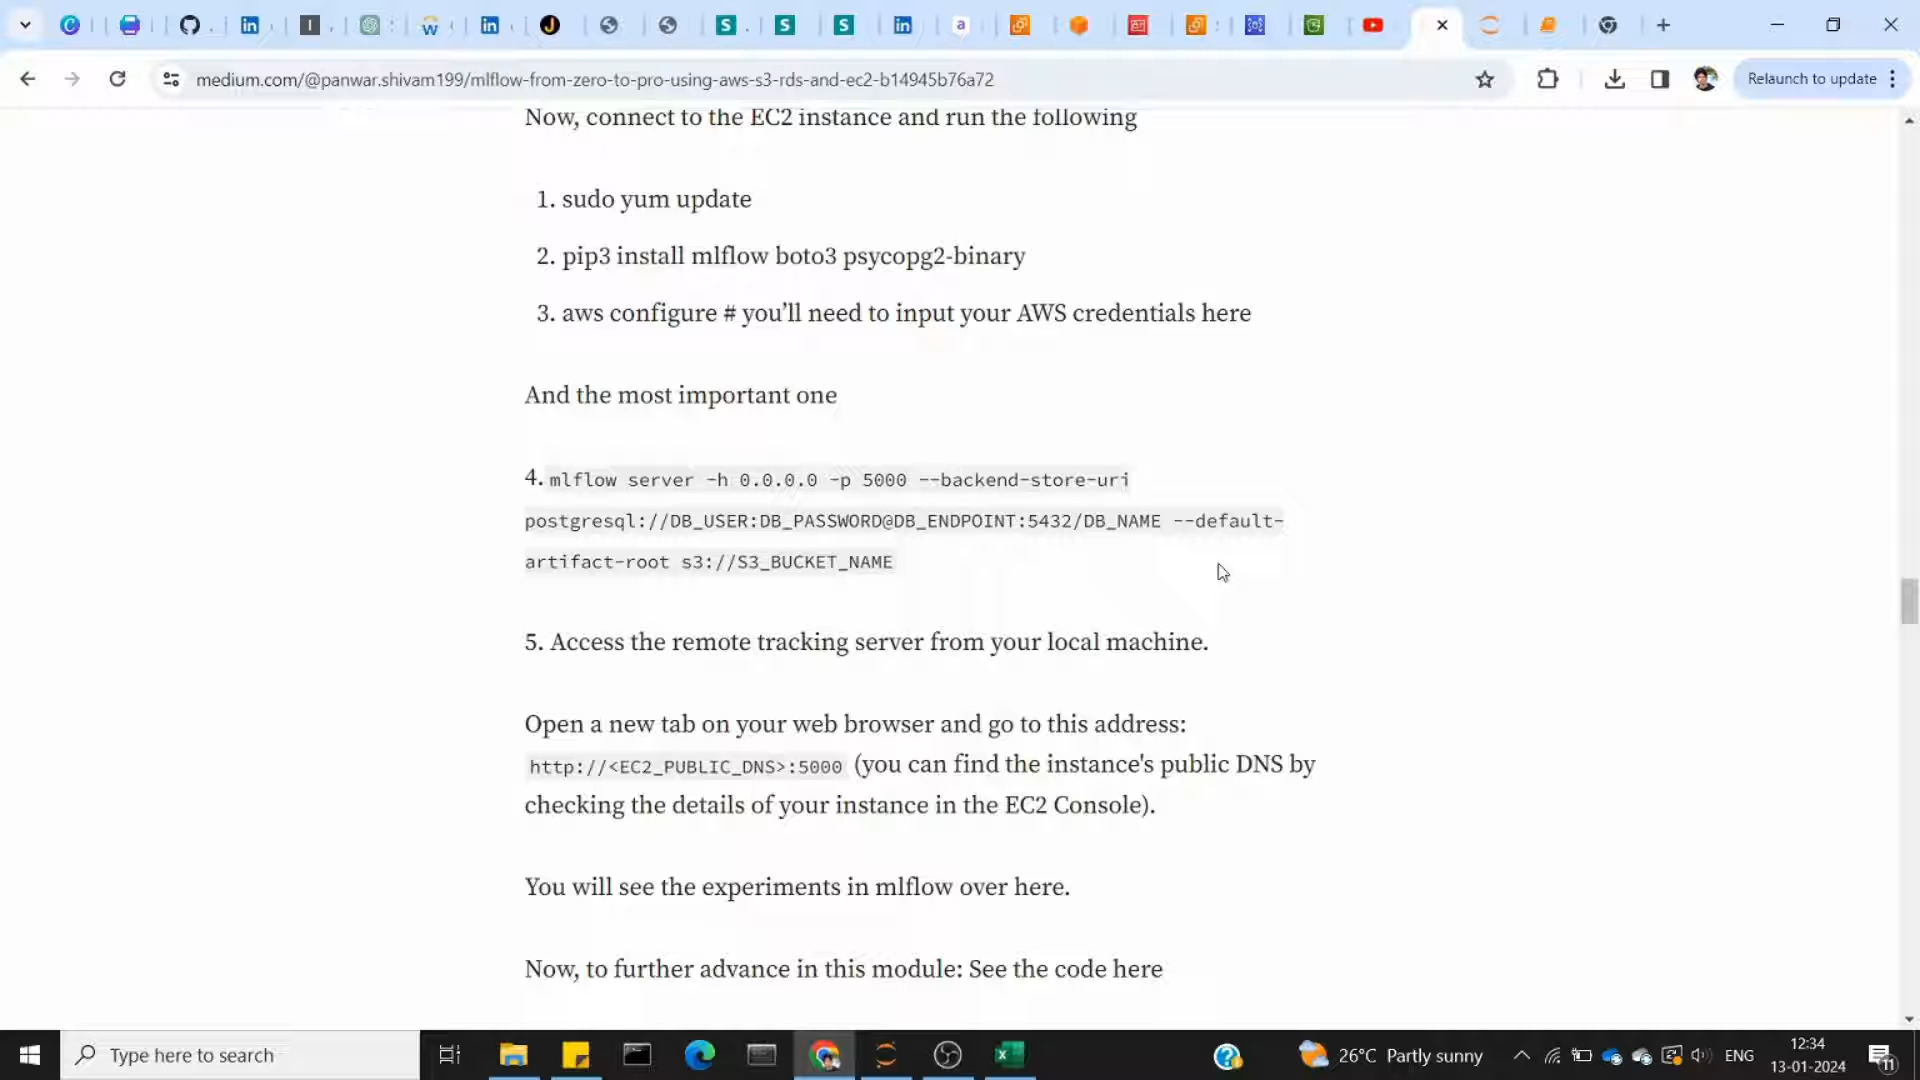 medium.com/@panwar.shivam199/mlflow-from-zero-to-pro-using-aws-s3-rds-and-ec2-b14945b76a72
Relaunch to update
Now, connect to the EC2 instance and run the following
1. sudo yum update
2. pip3 install mlflow boto3 psycopg2-binary
3. aws configure # you’ll need to input your AWS credentials here
And the most important one
4. mlflow server -h 0.0.0.0 -p 5000 --backend-store-uri
postgresql://DB_USER:DB_PASSWORD@DB_ENDPOINT:5432/DB_NAME --default-
artifact-root s3://S3_BUCKET_NAME
5. Access the remote tracking server from your local machine.
Open a new tab on your web browser and go to this address:
http://<EC2_PUBLIC_DNS>:5000 (you can find the instance's public DNS by
checking the details of your instance in the EC2 Console).
You will see the experiments in mlflow over here.
Now, to further advance in this module: See the code here
Type here to search
26°C Partly sunny
ENG
12:34
13-01-2024
11